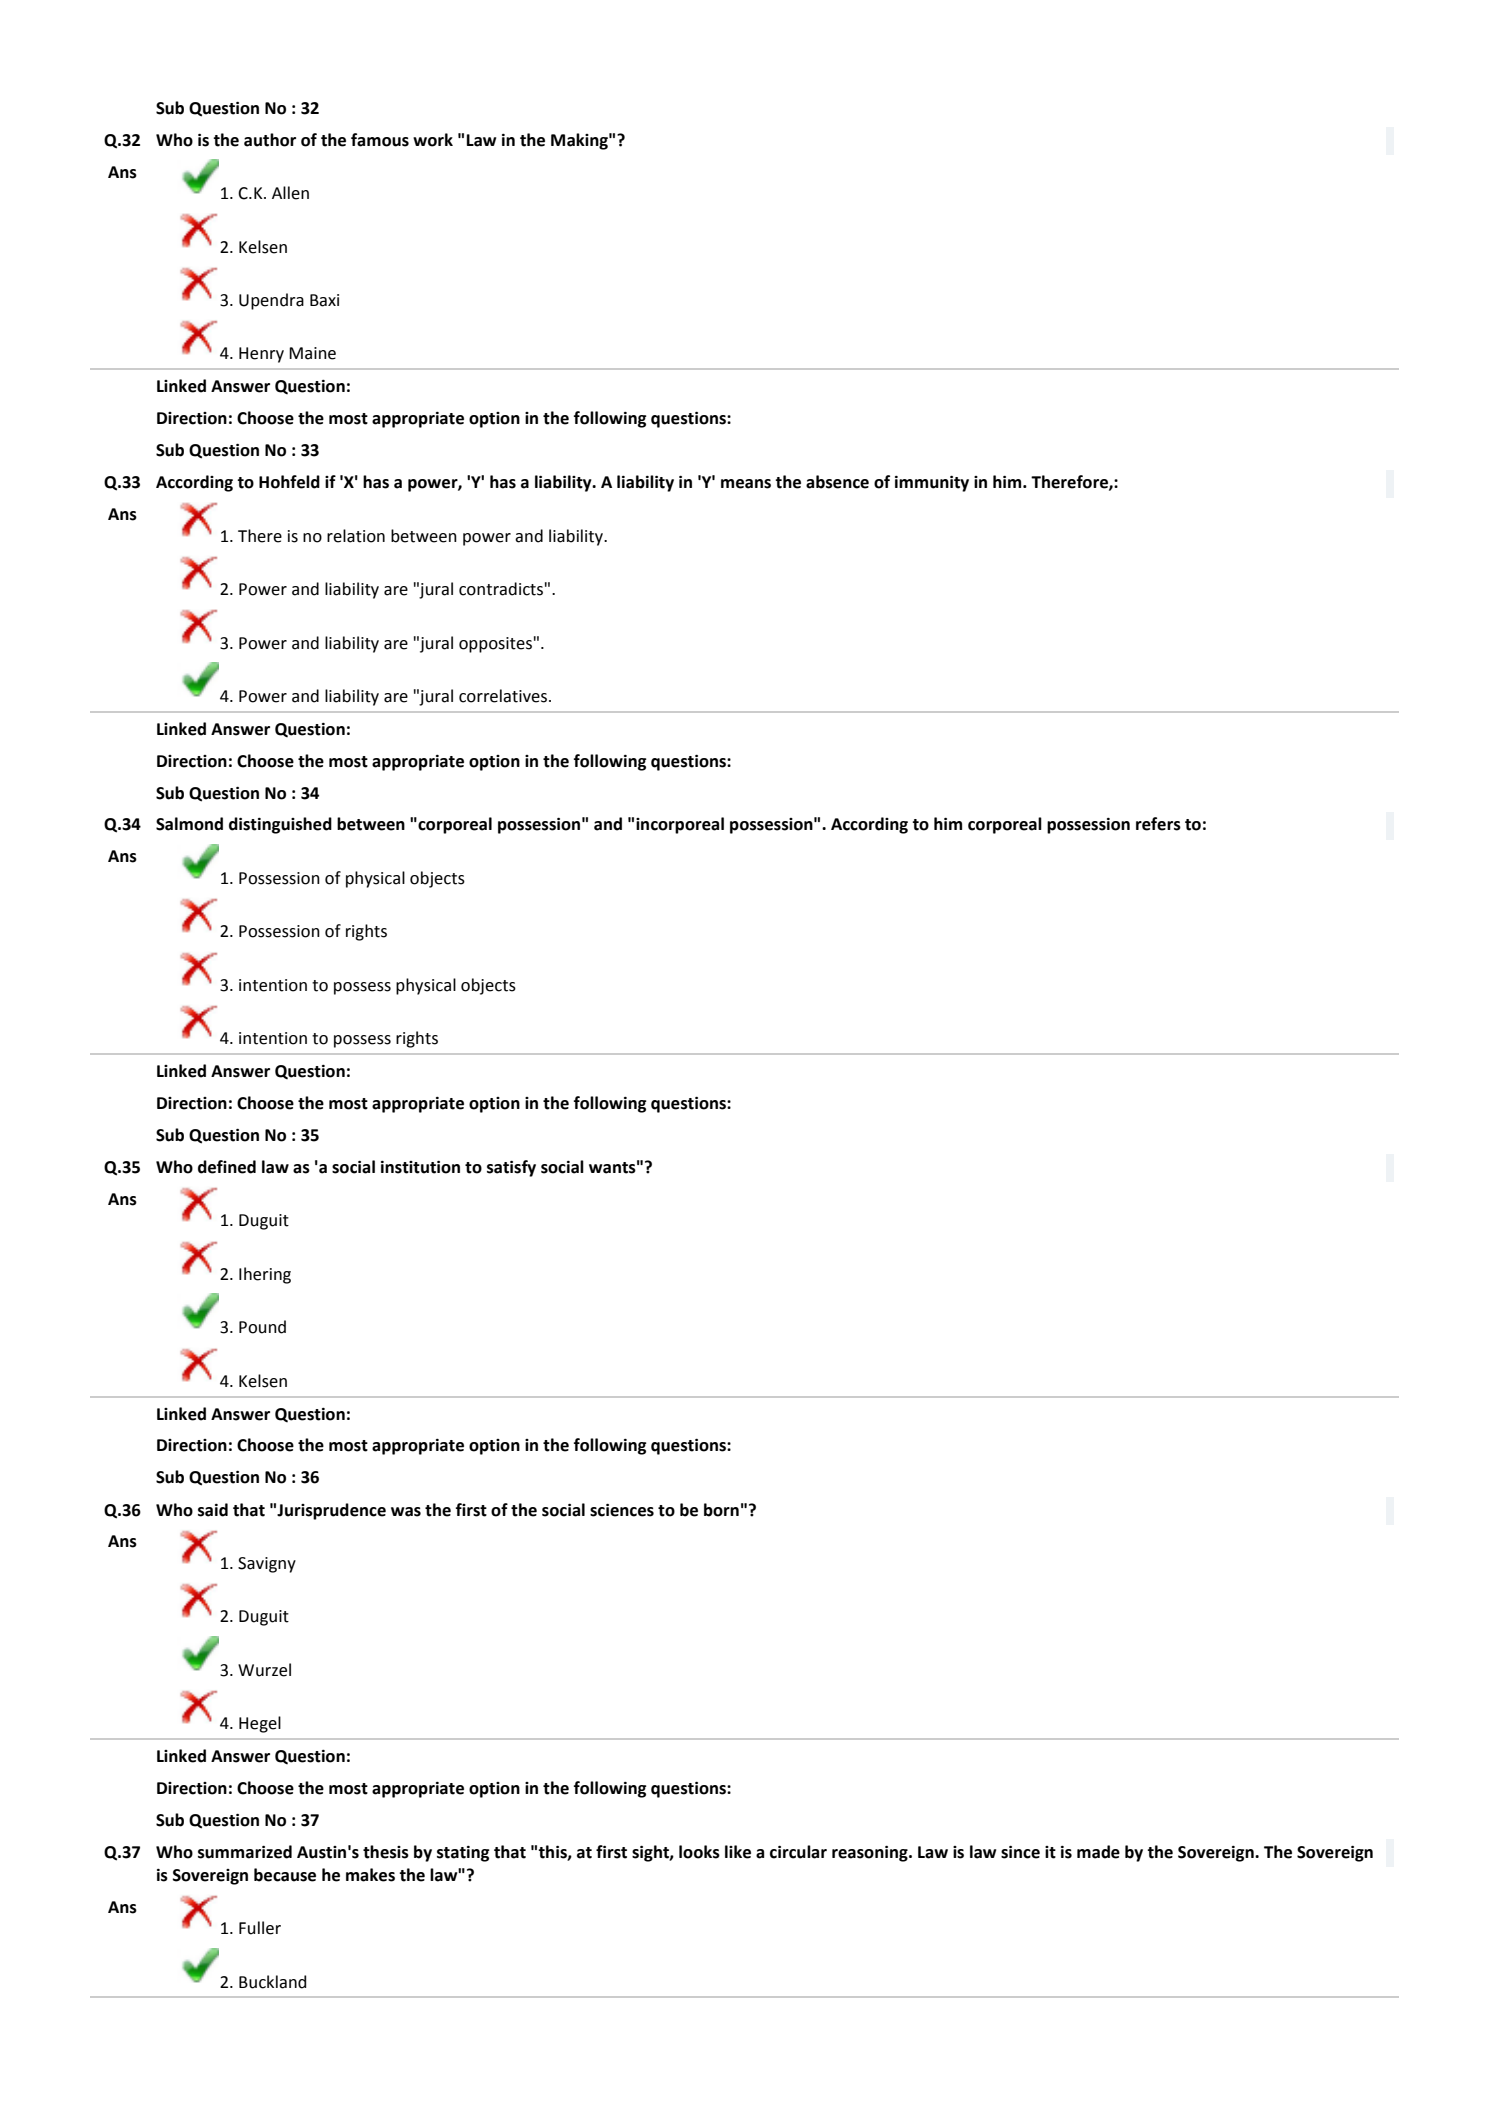 Sub Question No : 32
Q.32 Who is the author of the famous work "Law in the Making"?
Ans
1. C.K. Allen
2. Kelsen
3. Upendra Baxi
4. Henry Maine
Linked Answer Question:
Direction: Choose the most appropriate option in the following questions:
Sub Question No : 33
Q.33 According to Hohfeld if 'X' has a power, 'Y' has a liability. A liability in 'Y' means the absence of immunity in him. Therefore,:
Ans
1. There is no relation between power and liability.
2. Power and liability are "jural contradicts".
3. Power and liability are "jural opposites".
4. Power and liability are "jural correlatives.
Linked Answer Question:
Direction: Choose the most appropriate option in the following questions:
Sub Question No : 34
Q.34 Salmond distinguished between "corporeal possession" and "incorporeal possession". According to him corporeal possession refers to:
Ans
1. Possession of physical objects
2. Possession of rights
3. intention to possess physical objects
4. intention to possess rights
Linked Answer Question:
Direction: Choose the most appropriate option in the following questions:
Sub Question No : 35
Q.35 Who defined law as 'a social institution to satisfy social wants"?
Ans
1. Duguit
2. Ihering
3. Pound
4. Kelsen
Linked Answer Question:
Direction: Choose the most appropriate option in the following questions:
Sub Question No : 36
Q.36 Who said that "Jurisprudence was the first of the social sciences to be born"?
Ans
1. Savigny
2. Duguit
3. Wurzel
4. Hegel
Linked Answer Question:
Direction: Choose the most appropriate option in the following questions:
Sub Question No : 37
Q.37 Who summarized Austin's thesis by stating that "this, at first sight, looks like a circular reasoning. Law is law since it is made by the Sovereign. The Sovereign
is Sovereign because he makes the law"?
Ans
1. Fuller
2. Buckland